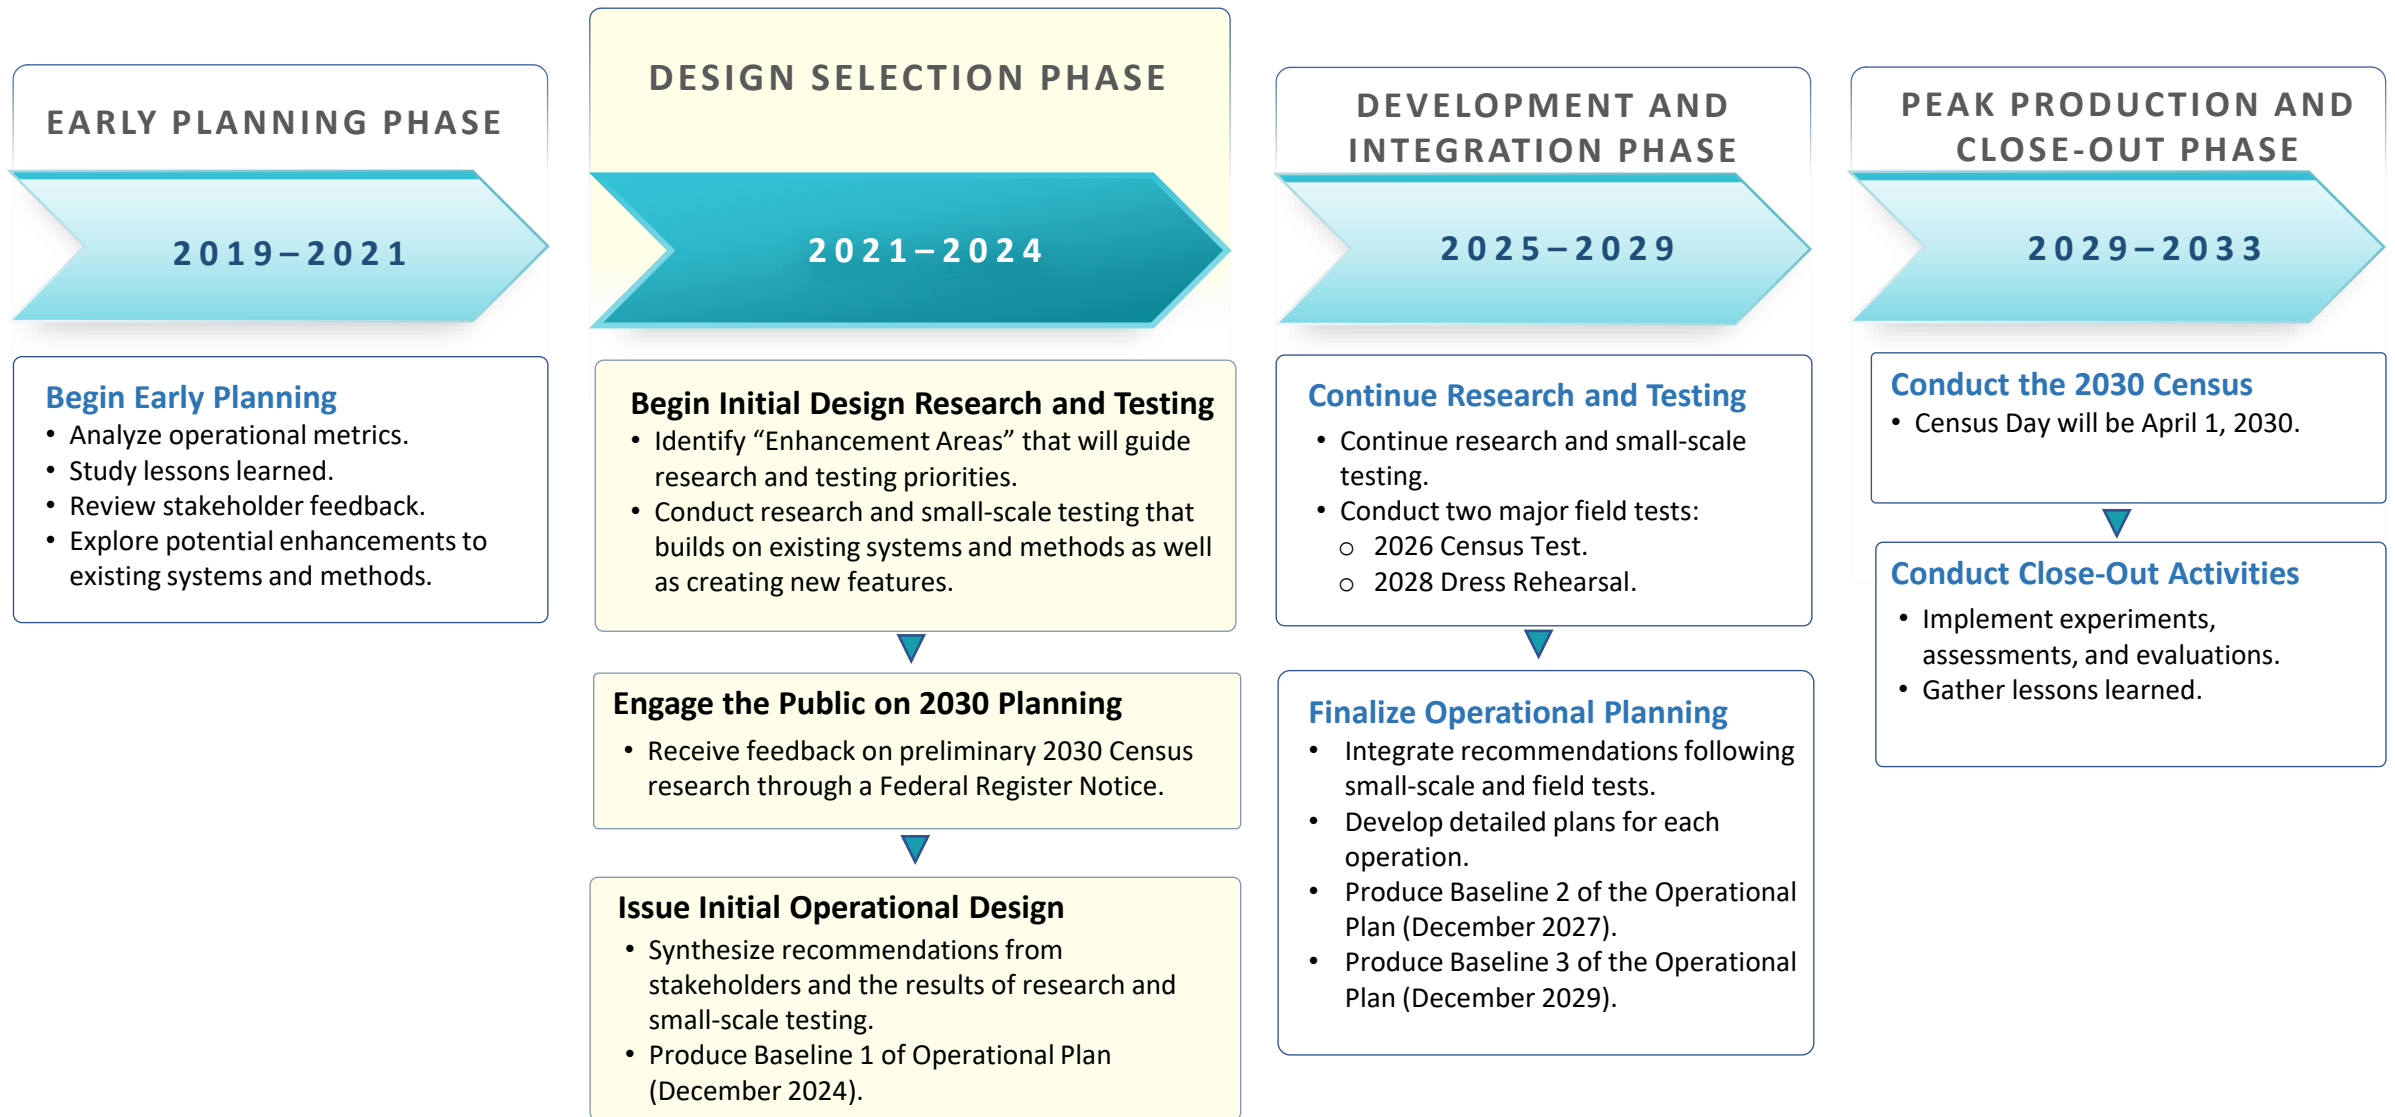 EARLY PLANNING PHASE
2019–2021
Begin Early Planning
• Analyze operational metrics.
• Study lessons learned.
• Review stakeholder feedback.
• Explore potential enhancements to
existing systems and methods.
DESIGN SELECTION PHASE
2021–2024
Begin Initial Design Research and Testing
• Identify “Enhancement Areas” that will guide
research and testing priorities.
• Conduct research and small-scale testing that
builds on existing systems and methods as well
as creating new features.
Engage the Public on 2030 Planning
• Receive feedback on preliminary 2030 Census
research through a Federal Register Notice.
Issue Initial Operational Design
• Synthesize recommendations from
stakeholders and the results of research and
small-scale testing.
• Produce Baseline 1 of Operational Plan
(December 2024).
DEVELOPMENT AND
INTEGRATION PHASE
2025–2029
Continue Research and Testing
• Continue research and small-scale
testing.
• Conduct two major field tests:
o 2026 Census Test.
o 2028 Dress Rehearsal.
Finalize Operational Planning
• Integrate recommendations following
small-scale and field tests.
• Develop detailed plans for each
operation.
• Produce Baseline 2 of the Operational
Plan (December 2027).
• Produce Baseline 3 of the Operational
Plan (December 2029).
PEAK PRODUCTION AND
CLOSE-OUT PHASE
2029–2033
Conduct the 2030 Census
• Census Day will be April 1, 2030.
Conduct Close-Out Activities
• Implement experiments,
assessments, and evaluations.
• Gather lessons learned.